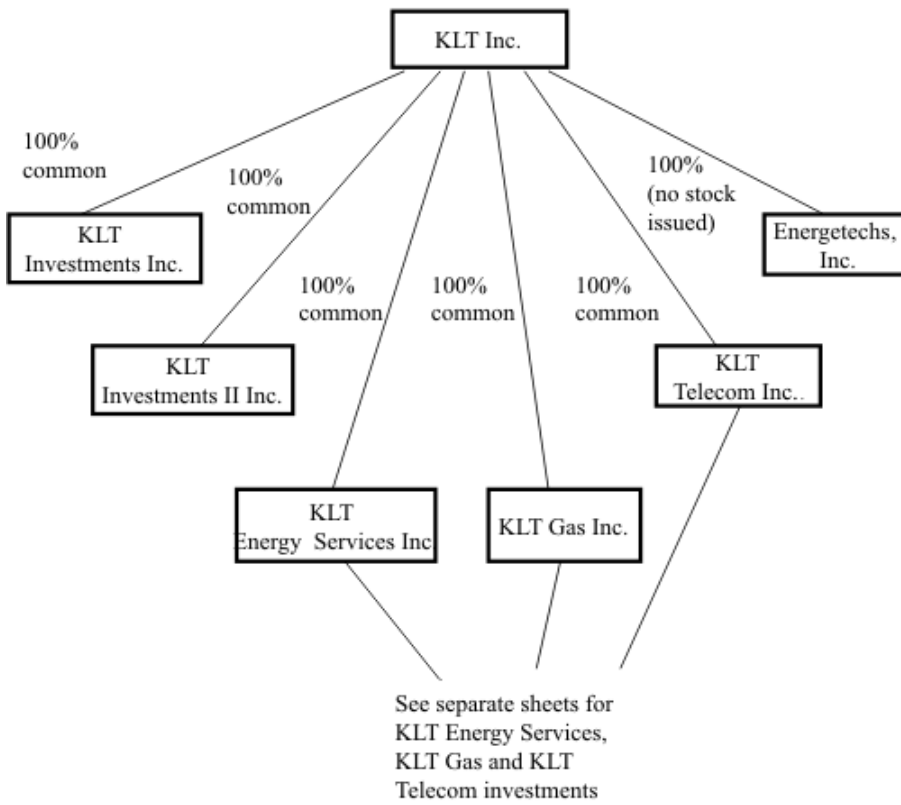 KLT Inc.
100%
common
100%
common
100%
(no stock
issued)
KLT
Investments Inc.
Energetechs,
Inc.
100%
common
100%
common
100%
common
KLT
Investments II Inc.
KLT
Telecom Inc..
KLT
Energy Services Inc
KLT Gas Inc.
See separate sheets for
KLT Energy Services,
KLT Gas and KLT
Telecom investments